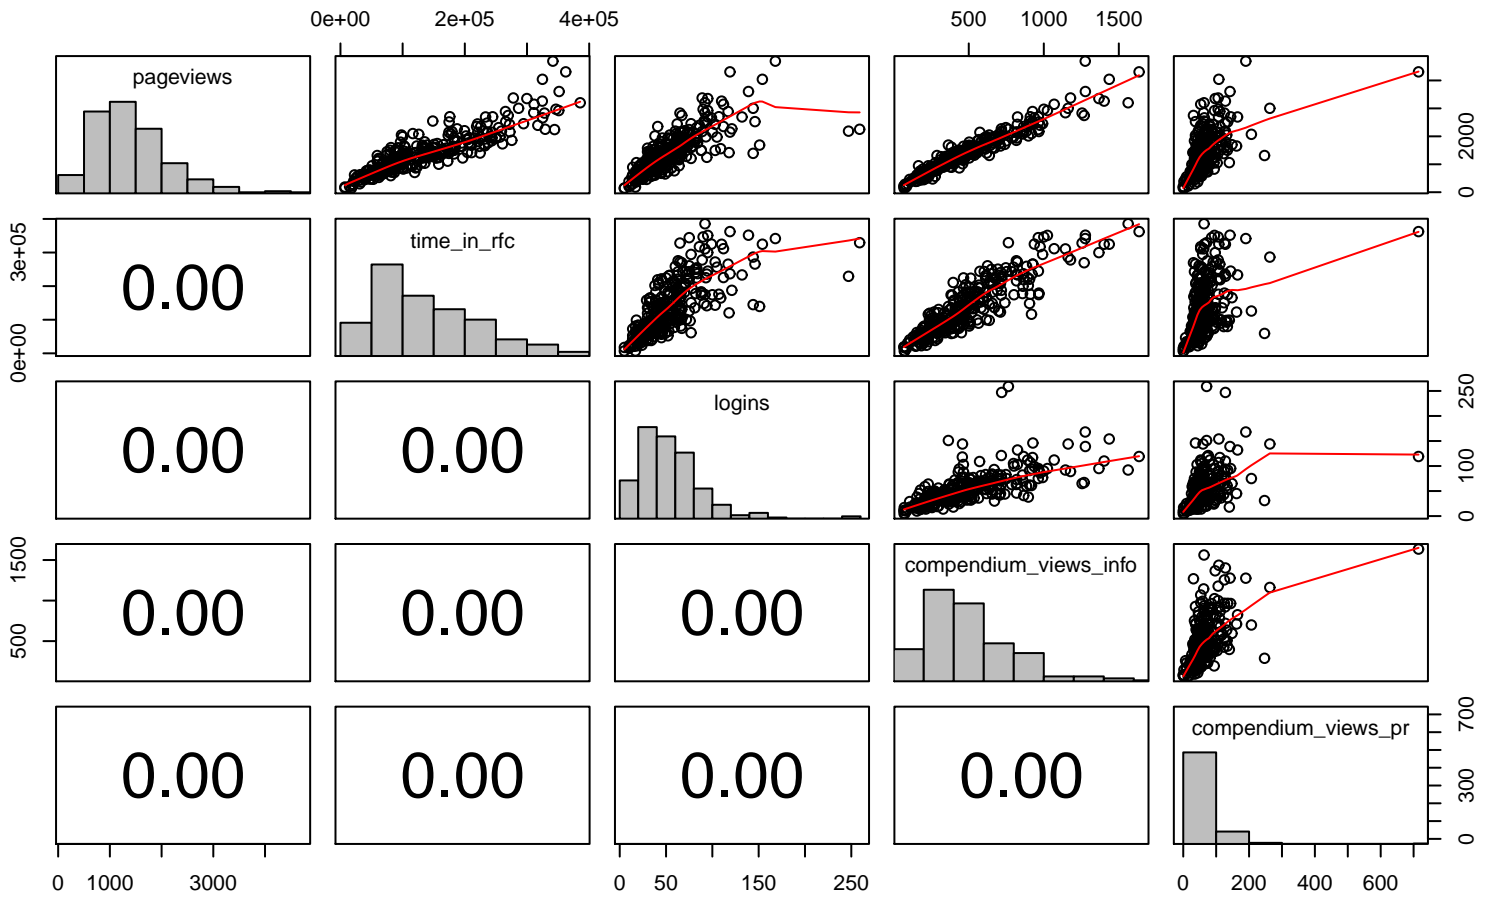 0e+00 2e+05 4e+05 500 1000 1500
pageviews
0 2000
time_in_rfc
0.00
0e+00 3e+05
logins
0.00 0.00
0 100 250
compendium_views_info
0.00 0.00 0.00
500 1500
compendium_views_pr
0.00 0.00 0.00 0.00
0 300 700
0 1000 3000 0 50 150 250 0 200 400 600